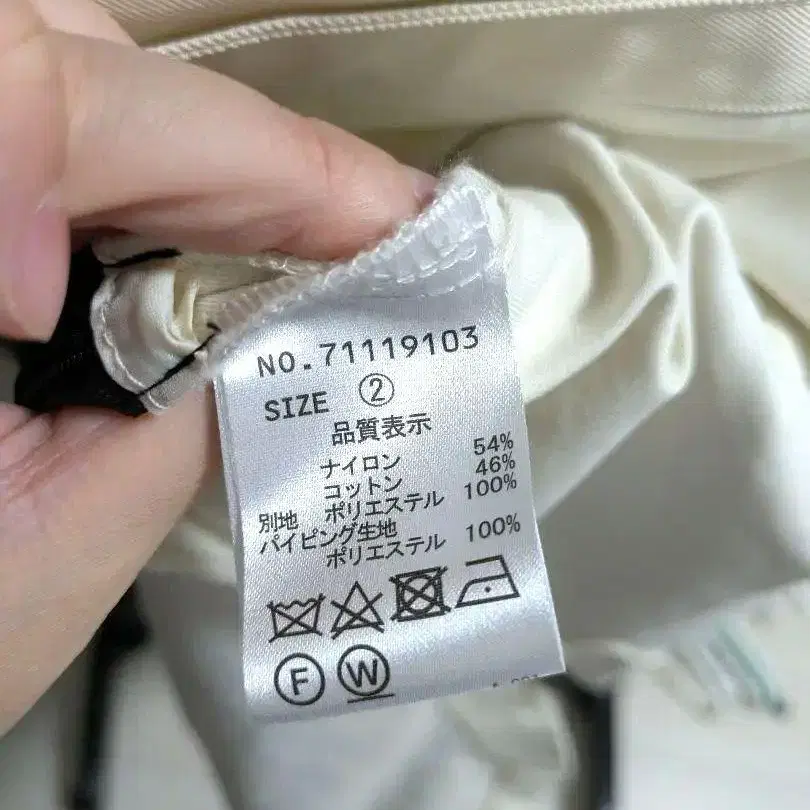 NO.71119103
SIZE ②
品質表示
ナイロン 54%
コットン 46%
別地 ポリエステル 100%
パイピング生地
ポリエステル 100%
F W